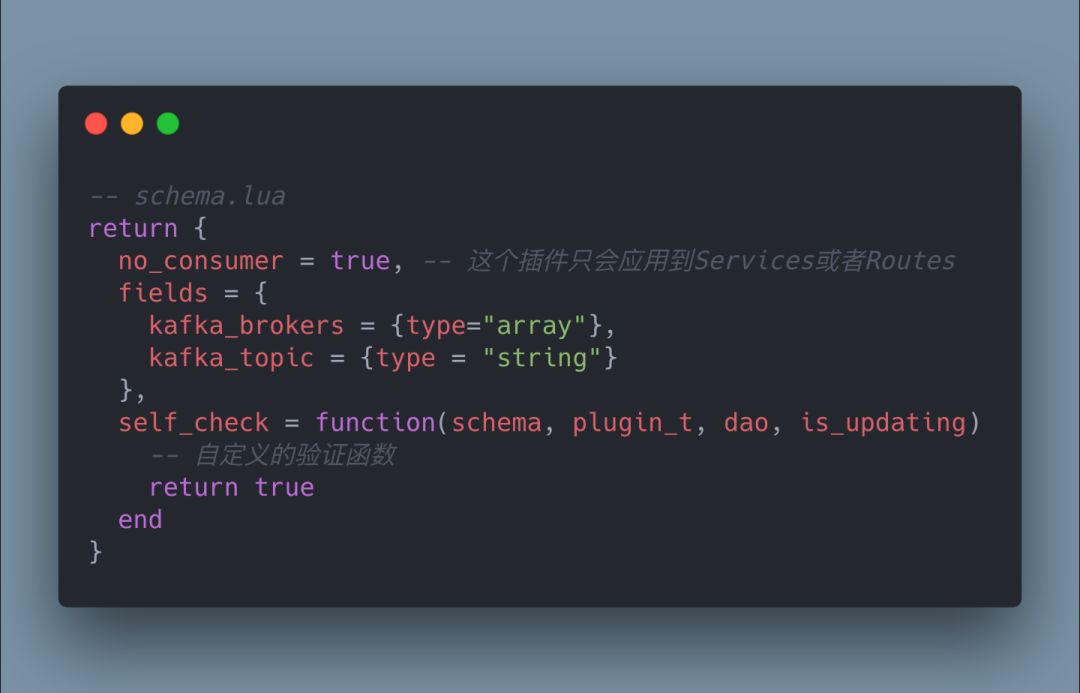 -- schema.lua
return {
  no_consumer = true, -- 这个插件只会应用到Services或者Routes
  fields = {
    kafka_brokers = {type="array"},
    kafka_topic = {type = "string"}
  },
  self_check = function(schema, plugin_t, dao, is_updating)
    -- 自定义的验证函数
    return true
  end
}